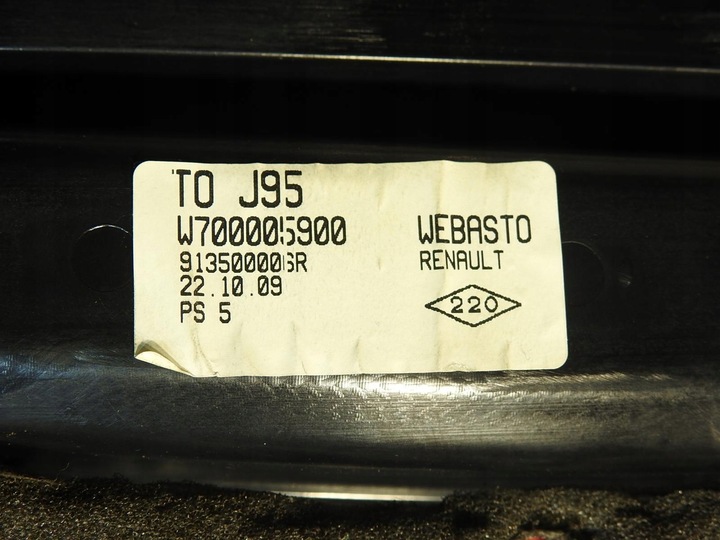 TO J95
W700005900
913500006R
22.10.09
PS 5
WEBASTO
RENAULT
220